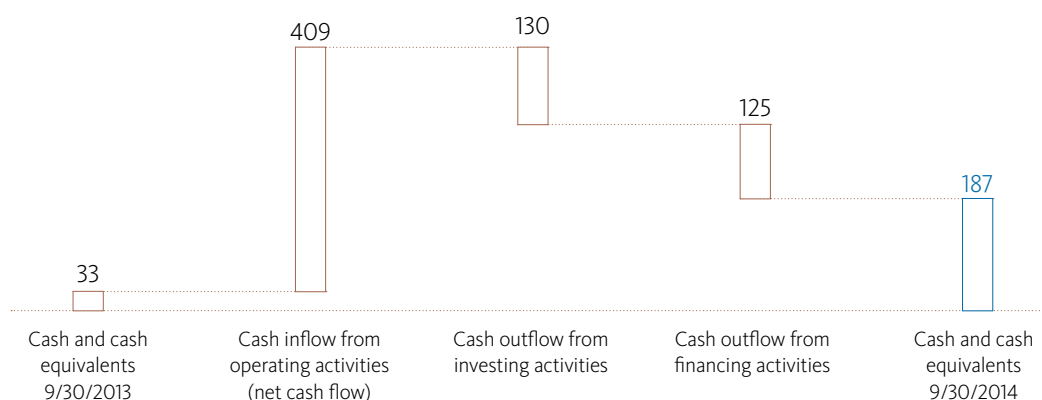 409
130
125
187
33
Cash and cash
equivalents
9/30/2013
Cash inflow from
operating activities
(net cash flow)
Cash outflow from
investing activities
Cash outflow from
financing activities
Cash and cash
equivalents
9/30/2014